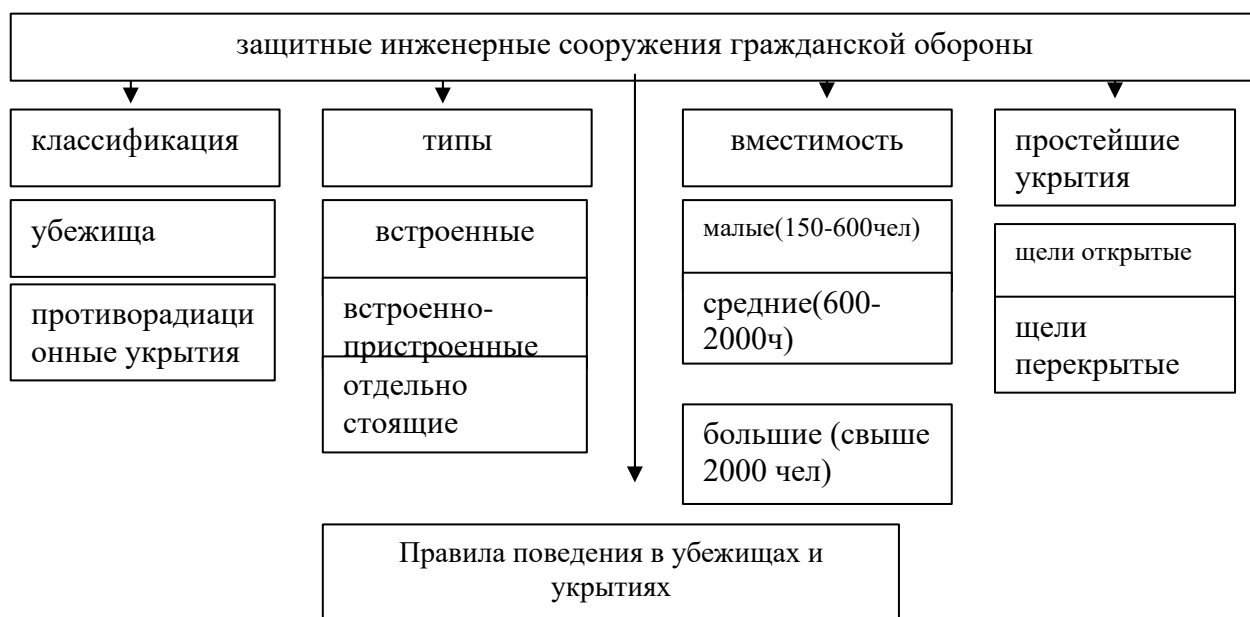 защитные инженерные сооружения гражданской обороны
классификация
убежища
противорадиаци
онные укрытия
типы
встроенные
встроенно-
пристроенные
отдельно
стоящие
вместимость
малые(150-600чел)
средние(600-
2000ч)
большие (свыше
2000 чел)
простейшие
укрытия
щели открытые
щели
перекрытые
Правила поведения в убежищах и
укрытиях